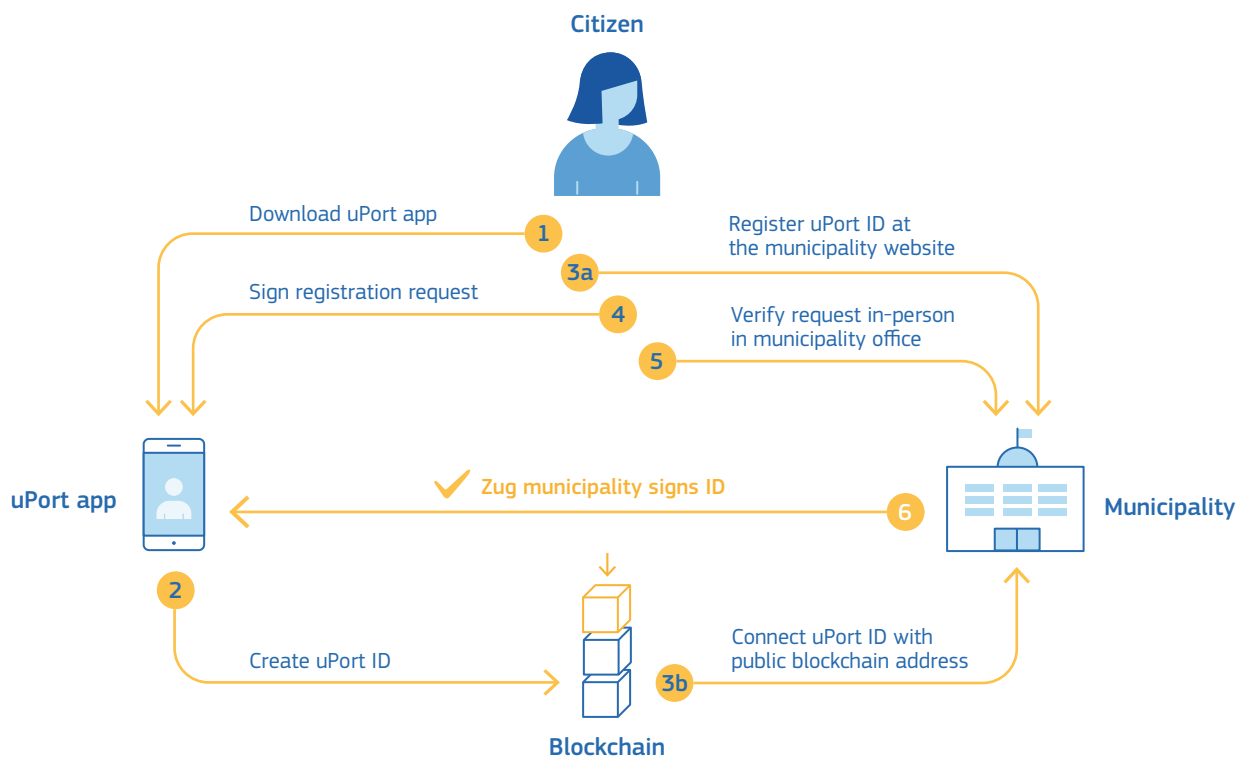 Citizen
Download uPort app
1
Register uPort ID at
the municipality website
3a
Sign registration request
4
Verify request in-person
in municipality office
5
uPort app
Zug municipality signs ID
6
Municipality
2
Create uPort ID
Connect uPort ID with
public blockchain address
3b
Blockchain